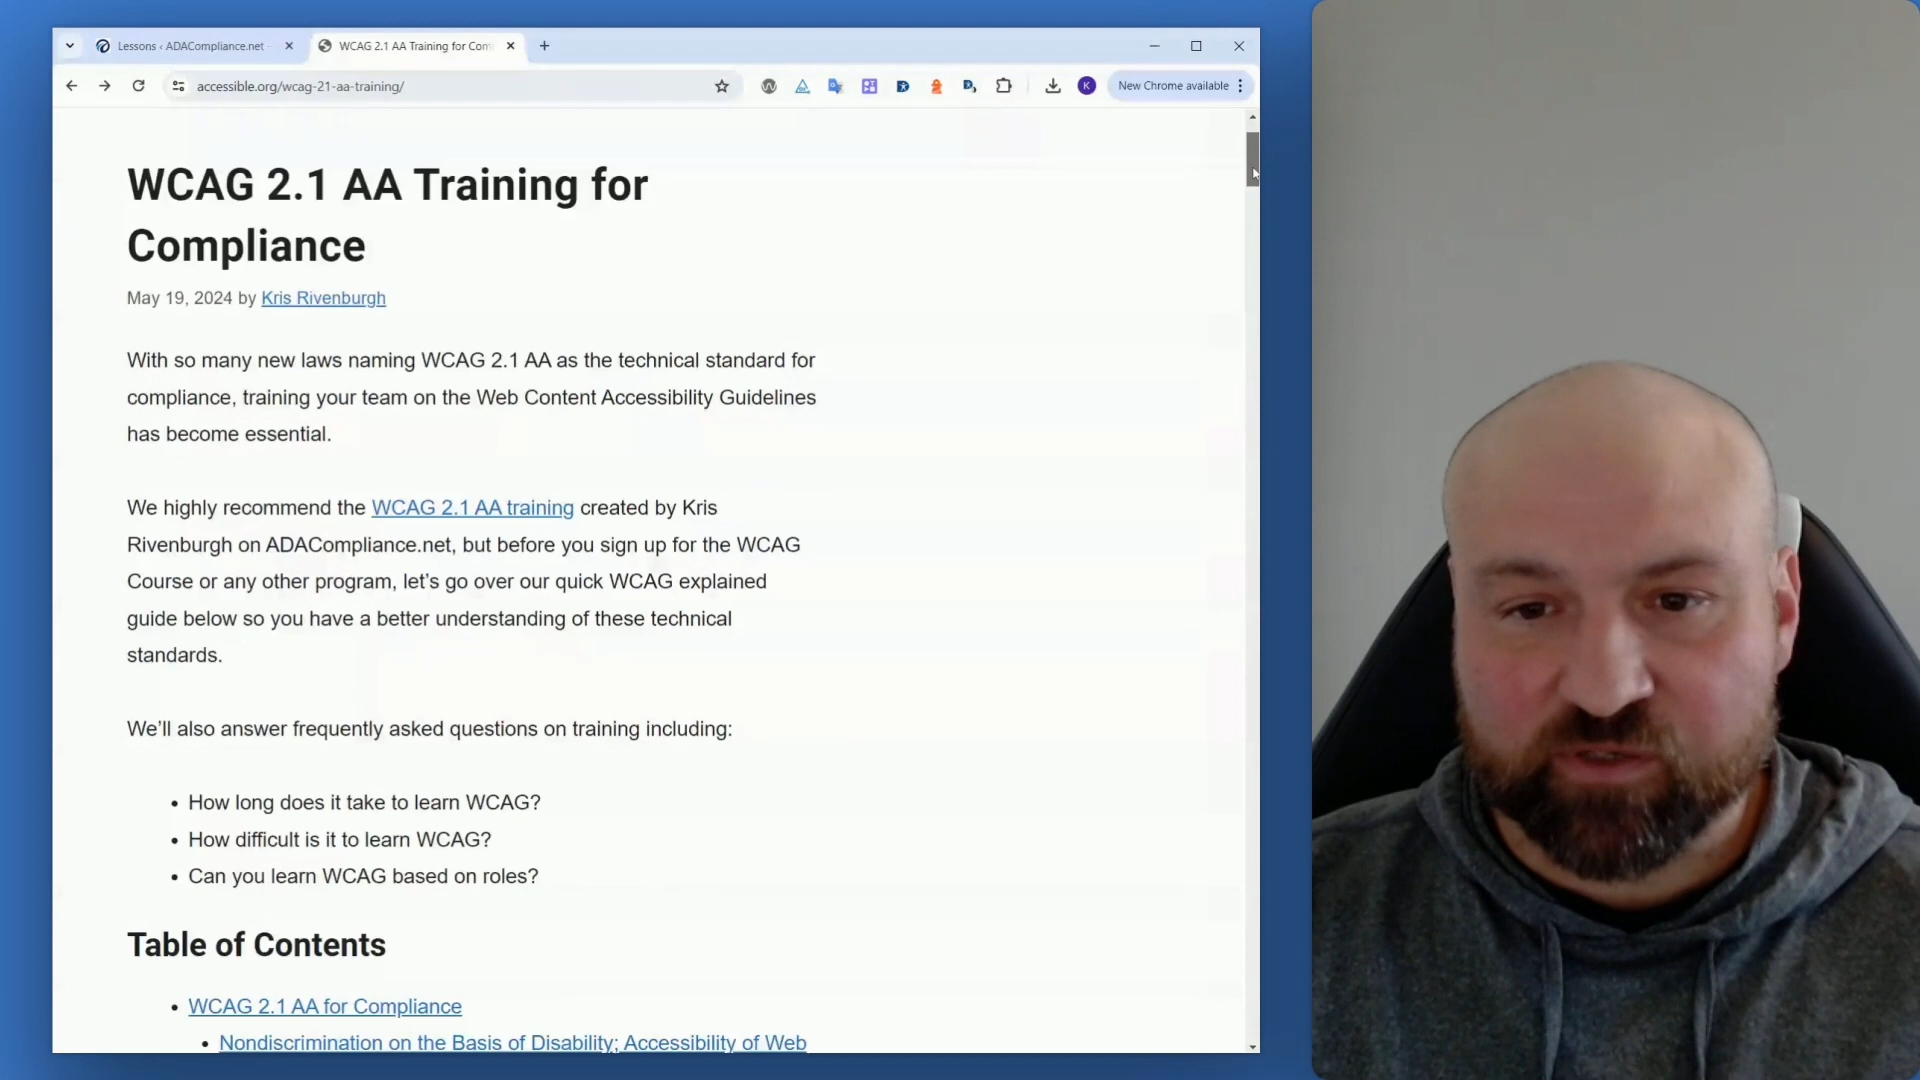 Lessons ‹ ADACompliance.net
WCAG 2.1 AA Training for Com
accessible.org/wcag-21-aa-training/
K
New Chrome available
WCAG 2.1 AA Training for
Compliance
May 19, 2024 by Kris Rivenburgh
With so many new laws naming WCAG 2.1 AA as the technical standard for
compliance, training your team on the Web Content Accessibility Guidelines
has become essential.
We highly recommend the WCAG 2.1 AA training created by Kris
Rivenburgh on ADACompliance.net, but before you sign up for the WCAG
Course or any other program, let’s go over our quick WCAG explained
guide below so you have a better understanding of these technical
standards.
We’ll also answer frequently asked questions on training including:
• How long does it take to learn WCAG?
• How difficult is it to learn WCAG?
• Can you learn WCAG based on roles?
Table of Contents
• WCAG 2.1 AA for Compliance
• Nondiscrimination on the Basis of Disability; Accessibility of Web